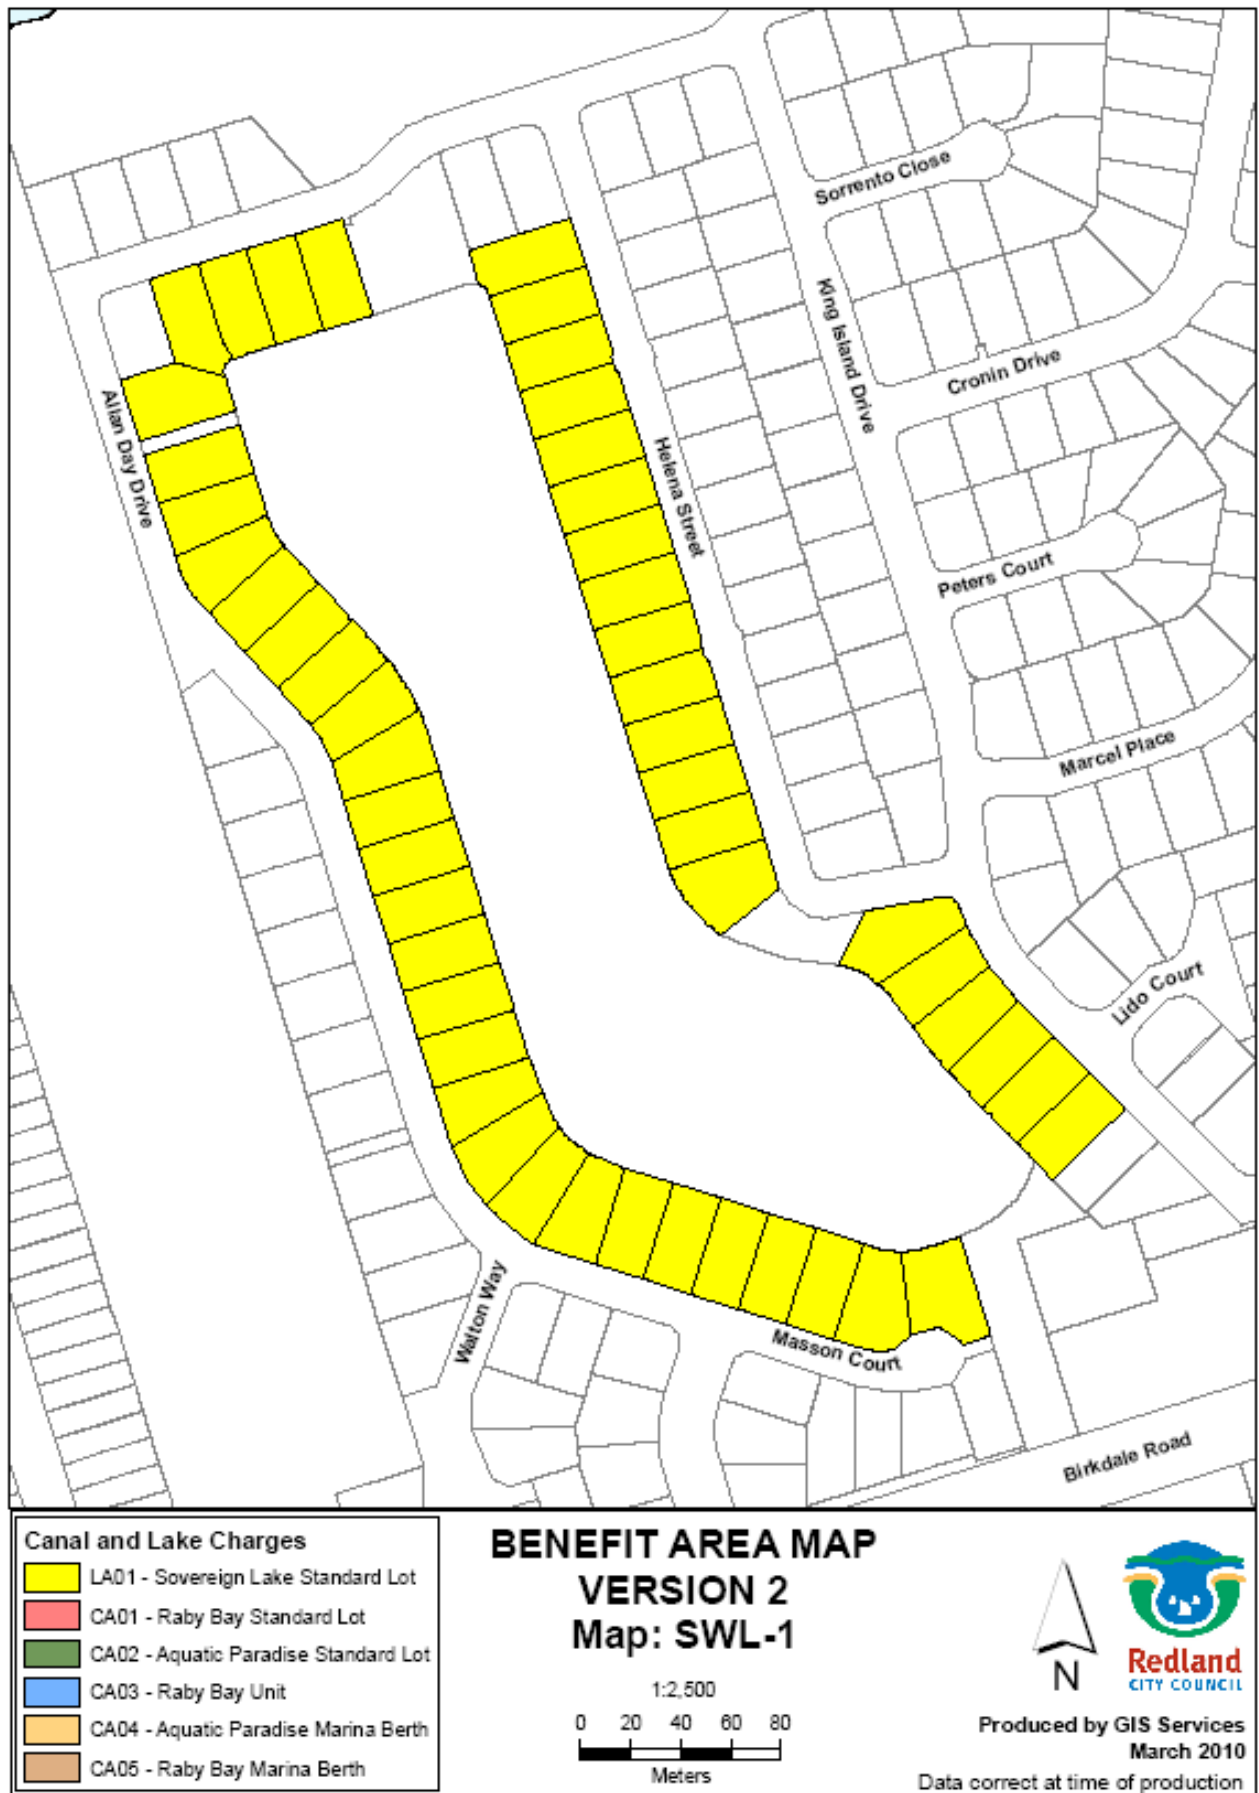 Sorrento Close
King Island Drive
Cronin Drive
Allan Day Drive
Helena Street
Peters Court
Marcel Place
Lido Court
Walton Way
Masson Court
Birkdale Road
Canal and Lake Charges
LA01 - Sovereign Lake Standard Lot
CA01 - Raby Bay Standard Lot
CA02 - Aquatic Paradise Standard Lot
CA03 - Raby Bay Unit
CA04 - Aquatic Paradise Marina Berth
CA05 - Raby Bay Marina Berth
BENEFIT AREA MAP
VERSION 2
Map: SWL-1
1:2,500
0 20 40 60 80
Meters
N
Redland
CITY COUNCIL
Produced by GIS Services
March 2010
Data correct at time of production